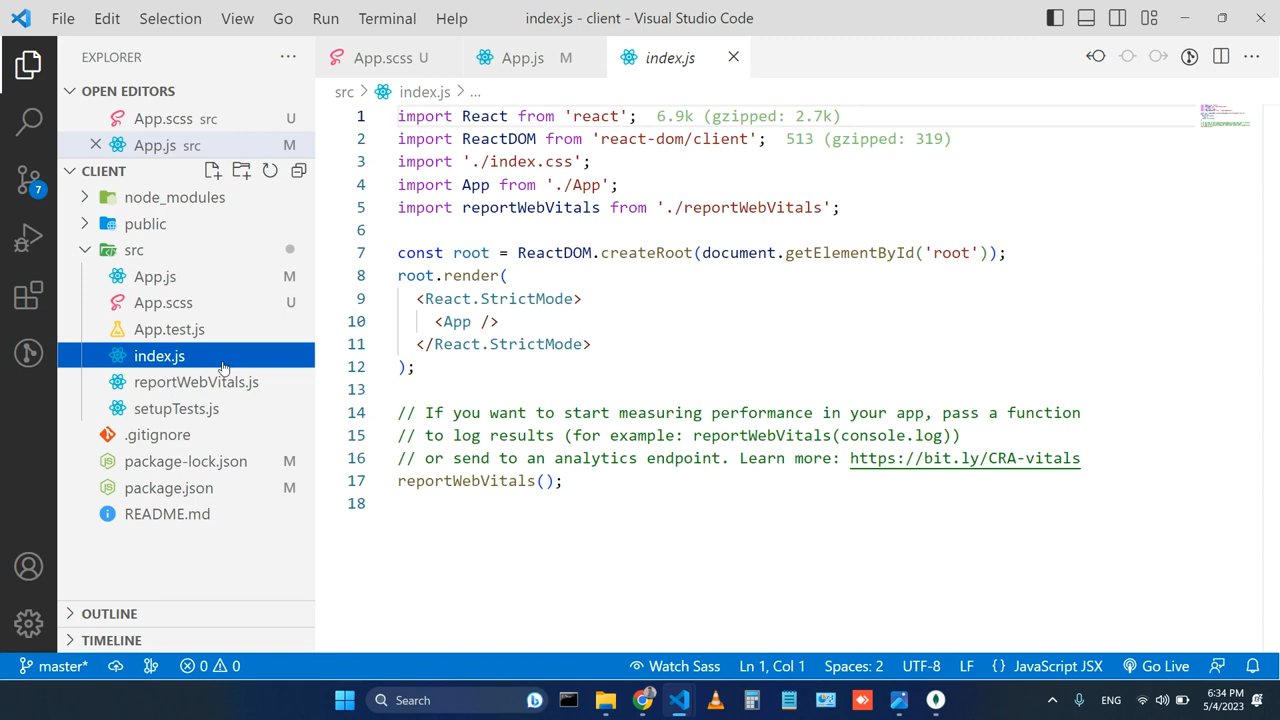 File Edit Selection View Go Run Terminal Help index.js - client - Visual Studio Code
EXPLORER
OPEN EDITORS
App.scss src U
App.js src M
CLIENT
node_modules
public
src
App.js M
App.scss U
App.test.js
index.js
reportWebVitals.js
setupTests.js
.gitignore
package-lock.json M
package.json M
README.md
OUTLINE
TIMELINE
7
App.scss U App.js M index.js
src > index.js > ...
1 import React from 'react'; 6.9k (gzipped: 2.7k)
2 import ReactDOM from 'react-dom/client'; 513 (gzipped: 319)
3 import './index.css';
4 import App from './App';
5 import reportWebVitals from './reportWebVitals';
6
7 const root = ReactDOM.createRoot(document.getElementById('root'));
8 root.render(
9 <React.StrictMode>
10 <App />
11 </React.StrictMode>
12 );
13
14 // If you want to start measuring performance in your app, pass a function
15 // to log results (for example: reportWebVitals(console.log))
16 // or send to an analytics endpoint. Learn more: https://bit.ly/CRA-vitals
17 reportWebVitals();
18
master* 0 0 Watch Sass Ln 1, Col 1 Spaces: 2 UTF-8 LF {} JavaScript JSX Go Live
Search ENG 6:34 PM
5/4/2023